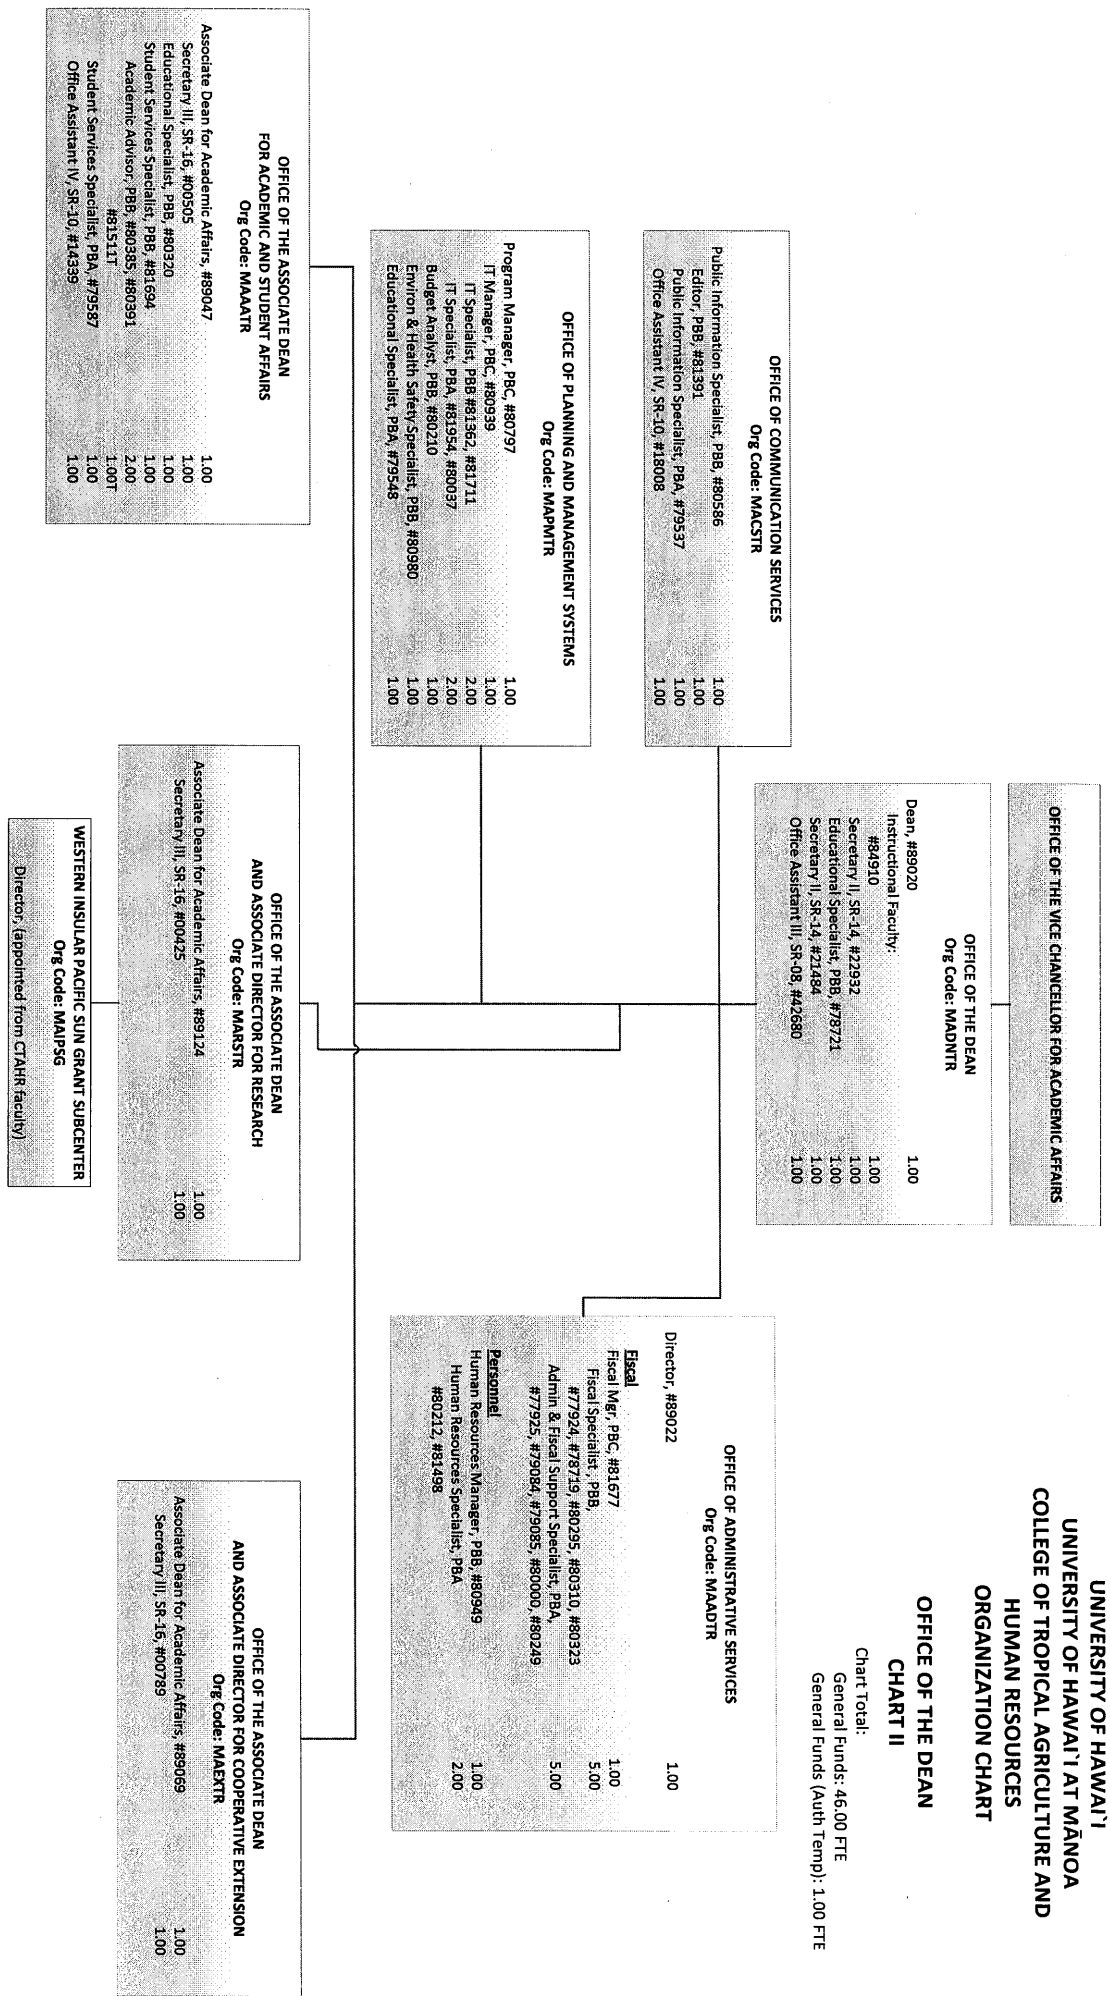 UNIVERSITY OF HAWAI`I
UNIVERSITY OF HAWAI`I AT MĀNOA
COLLEGE OF TROPICAL AGRICULTURE AND
HUMAN RESOURCES
ORGANIZATION CHART
OFFICE OF THE DEAN
CHART II
Chart Total:
General Funds: 46.00 FTE
General Funds (Auth Temp): 1.00 FTE
OFFICE OF THE VICE CHANCELLOR FOR ACADEMIC AFFAIRS
OFFICE OF THE DEAN
Org Code: MADNTR
Dean, #89020 1.00
Instructional Faculty:
#84910 1.00
Secretary II, SR-14, #22932 1.00
Educational Specialist, PBB, #78721 1.00
Secretary II, SR-14, #21484 1.00
Office Assistant III, SR-08, #42680 1.00
OFFICE OF COMMUNICATION SERVICES
Org Code: MACSTR
Public Information Specialist, PBB, #80586 1.00
Editor, PBB, #81391 1.00
Public Information Specialist, PBA, #79537 1.00
Office Assistant IV, SR-10, #18008 1.00
OFFICE OF ADMINISTRATIVE SERVICES
Org Code: MAADTR
Director, #89022 1.00
Fiscal
Fiscal Mgr, PBC, #81677 1.00
Fiscal Specialist , PBB,
#77924, #78719, #80295, #80310, #80323 5.00
Admin & Fiscal Support Specialist, PBA,
#77925, #79084, #79085, #80000, #80249 5.00
Personnel
Human Resources Manager, PBB, #80949 1.00
Human Resources Specialist, PBA 2.00
#80212, #81498
OFFICE OF PLANNING AND MANAGEMENT SYSTEMS
Org Code: MAPMTR
Program Manager, PBC, #80797 1.00
IT Manager, PBC, #80939 1.00
IT Specialist, PBB #81362, #81711 2.00
IT Specialist, PBA, #81954, #80037 2.00
Budget Analyst, PBB, #80210 1.00
Environ & Health Safety Specialist, PBB, #80980 1.00
Educational Specialist, PBA, #79548 1.00
OFFICE OF THE ASSOCIATE DEAN
FOR ACADEMIC AND STUDENT AFFAIRS
Org Code: MAAATR
Associate Dean for Academic Affairs, #89047 1.00
Secretary III, SR-16, #00505 1.00
Educational Specialist, PBB, #80320 1.00
Student Services Specialist, PBB, #81694 1.00
Academic Advisor, PBB, #80385, #80391 2.00
#81511T 1.00T
Student Services Specialist, PBA, #79587 1.00
Office Assistant IV, SR-10, #14339 1.00
OFFICE OF THE ASSOCIATE DEAN
AND ASSOCIATE DIRECTOR FOR RESEARCH
Org Code: MARSTR
Associate Dean for Academic Affairs, #89124 1.00
Secretary III, SR-16, #00425 1.00
OFFICE OF THE ASSOCIATE DEAN
AND ASSOCIATE DIRECTOR FOR COOPERATIVE EXTENSION
Org Code: MAEXTR
Associate Dean for Academic Affairs, #89069 1.00
Secretary III, SR-16, #00789 1.00
WESTERN INSULAR PACIFIC SUN GRANT SUBCENTER
Org Code: MAIPSG
Director, (appointed from CTAHR faculty)